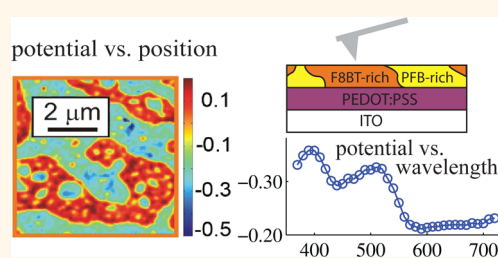 potential vs. position
2 μm
0.1
-0.1
-0.3
-0.5
F8BT-rich PFB-rich
PEDOT:PSS
ITO
potential vs.
wavelength
−0.30
−0.20
400 500 600 700